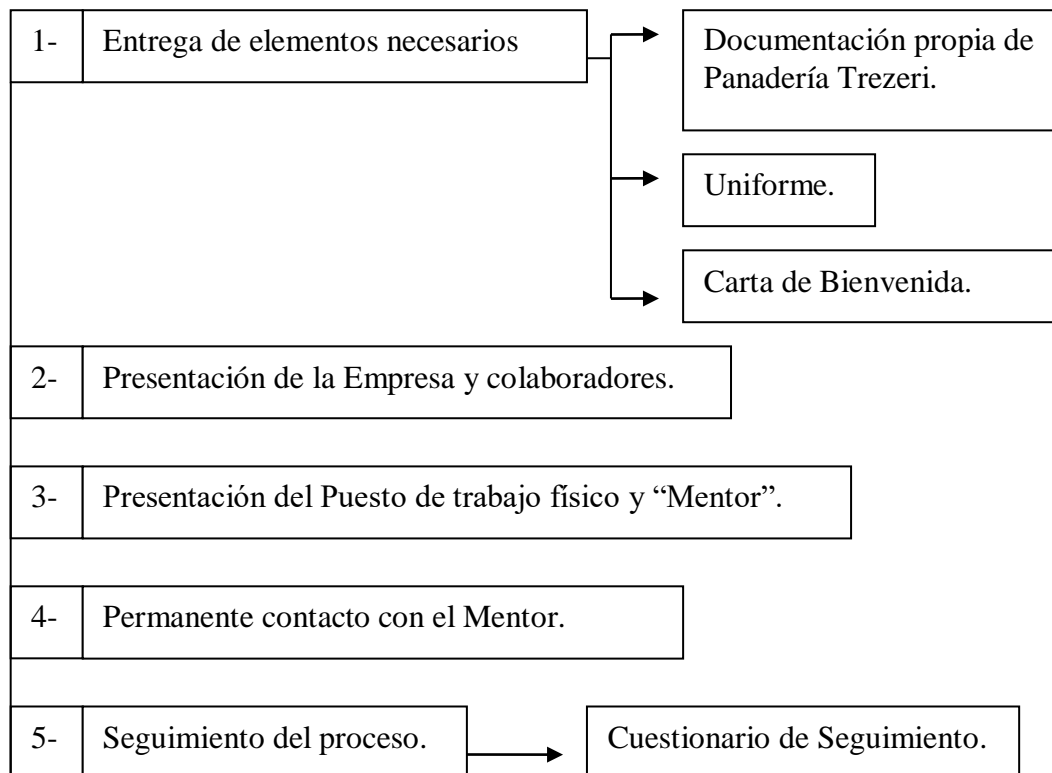 1- Entrega de elementos necesarios
Documentación propia de
Panadería Trezeri.
Uniforme.
Carta de Bienvenida.
2- Presentación de la Empresa y colaboradores.
3- Presentación del Puesto de trabajo físico y “Mentor”.
4- Permanente contacto con el Mentor.
5- Seguimiento del proceso.
Cuestionario de Seguimiento.